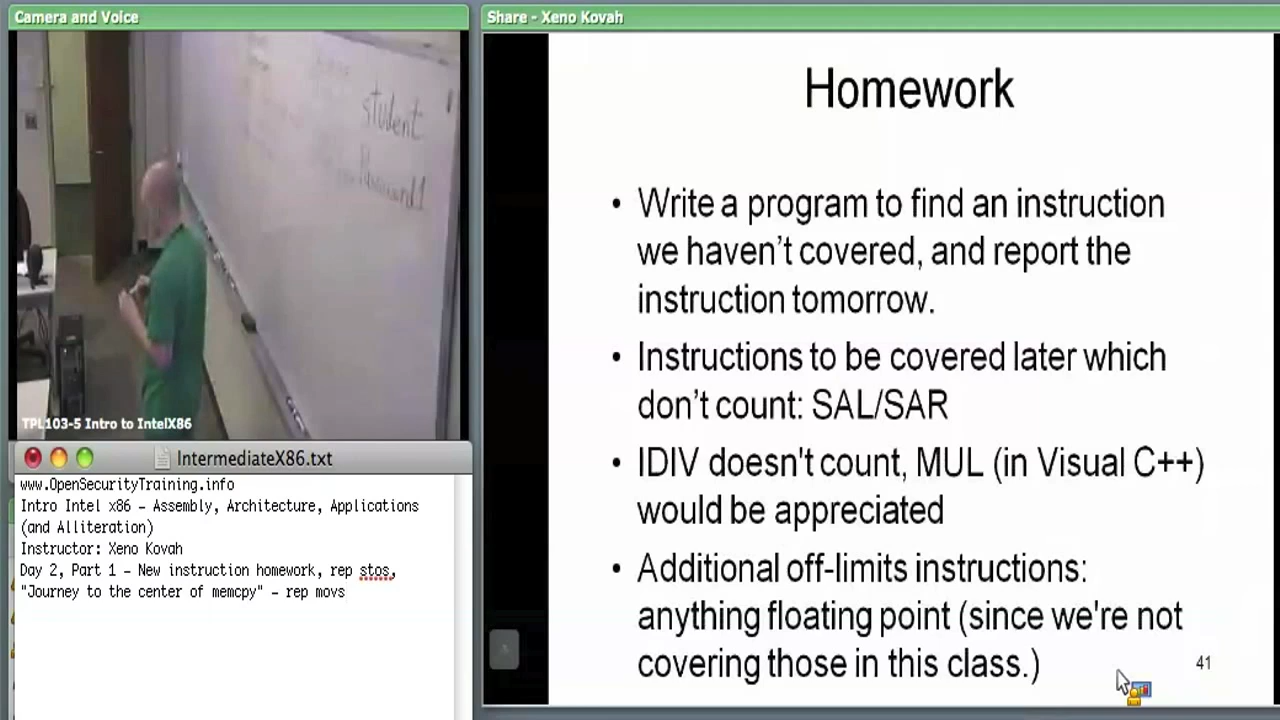 Camera and Voice
student
TPL103-5 Intro to IntelX86
IntermediateX86.txt
www.OpenSecurityTraining.info
Intro Intel x86 – Assembly, Architecture, Applications
(and Alliteration)
Instructor: Xeno Kovah
Day 2, Part 1 – New instruction homework, rep stos,
"Journey to the center of memcpy" – rep movs
Share - Xeno Kovah
Homework
• Write a program to find an instruction
we haven’t covered, and report the
instruction tomorrow.
• Instructions to be covered later which
don’t count: SAL/SAR
• IDIV doesn't count, MUL (in Visual C++)
would be appreciated
• Additional off-limits instructions:
anything floating point (since we're not
covering those in this class.)
41